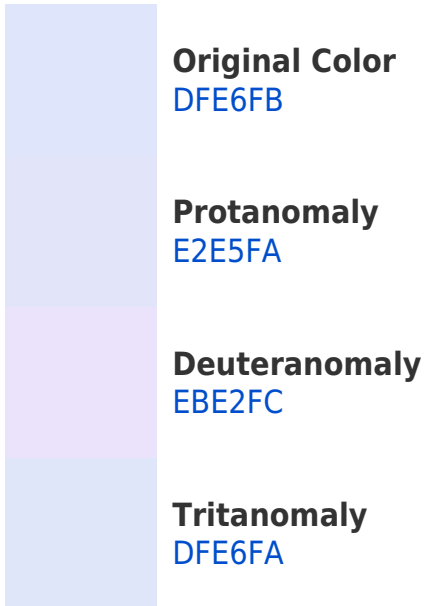 Original Color
DFE6FB
Protanomaly
E2E5FA
Deuteranomaly
EBE2FC
Tritanomaly
DFE6FA